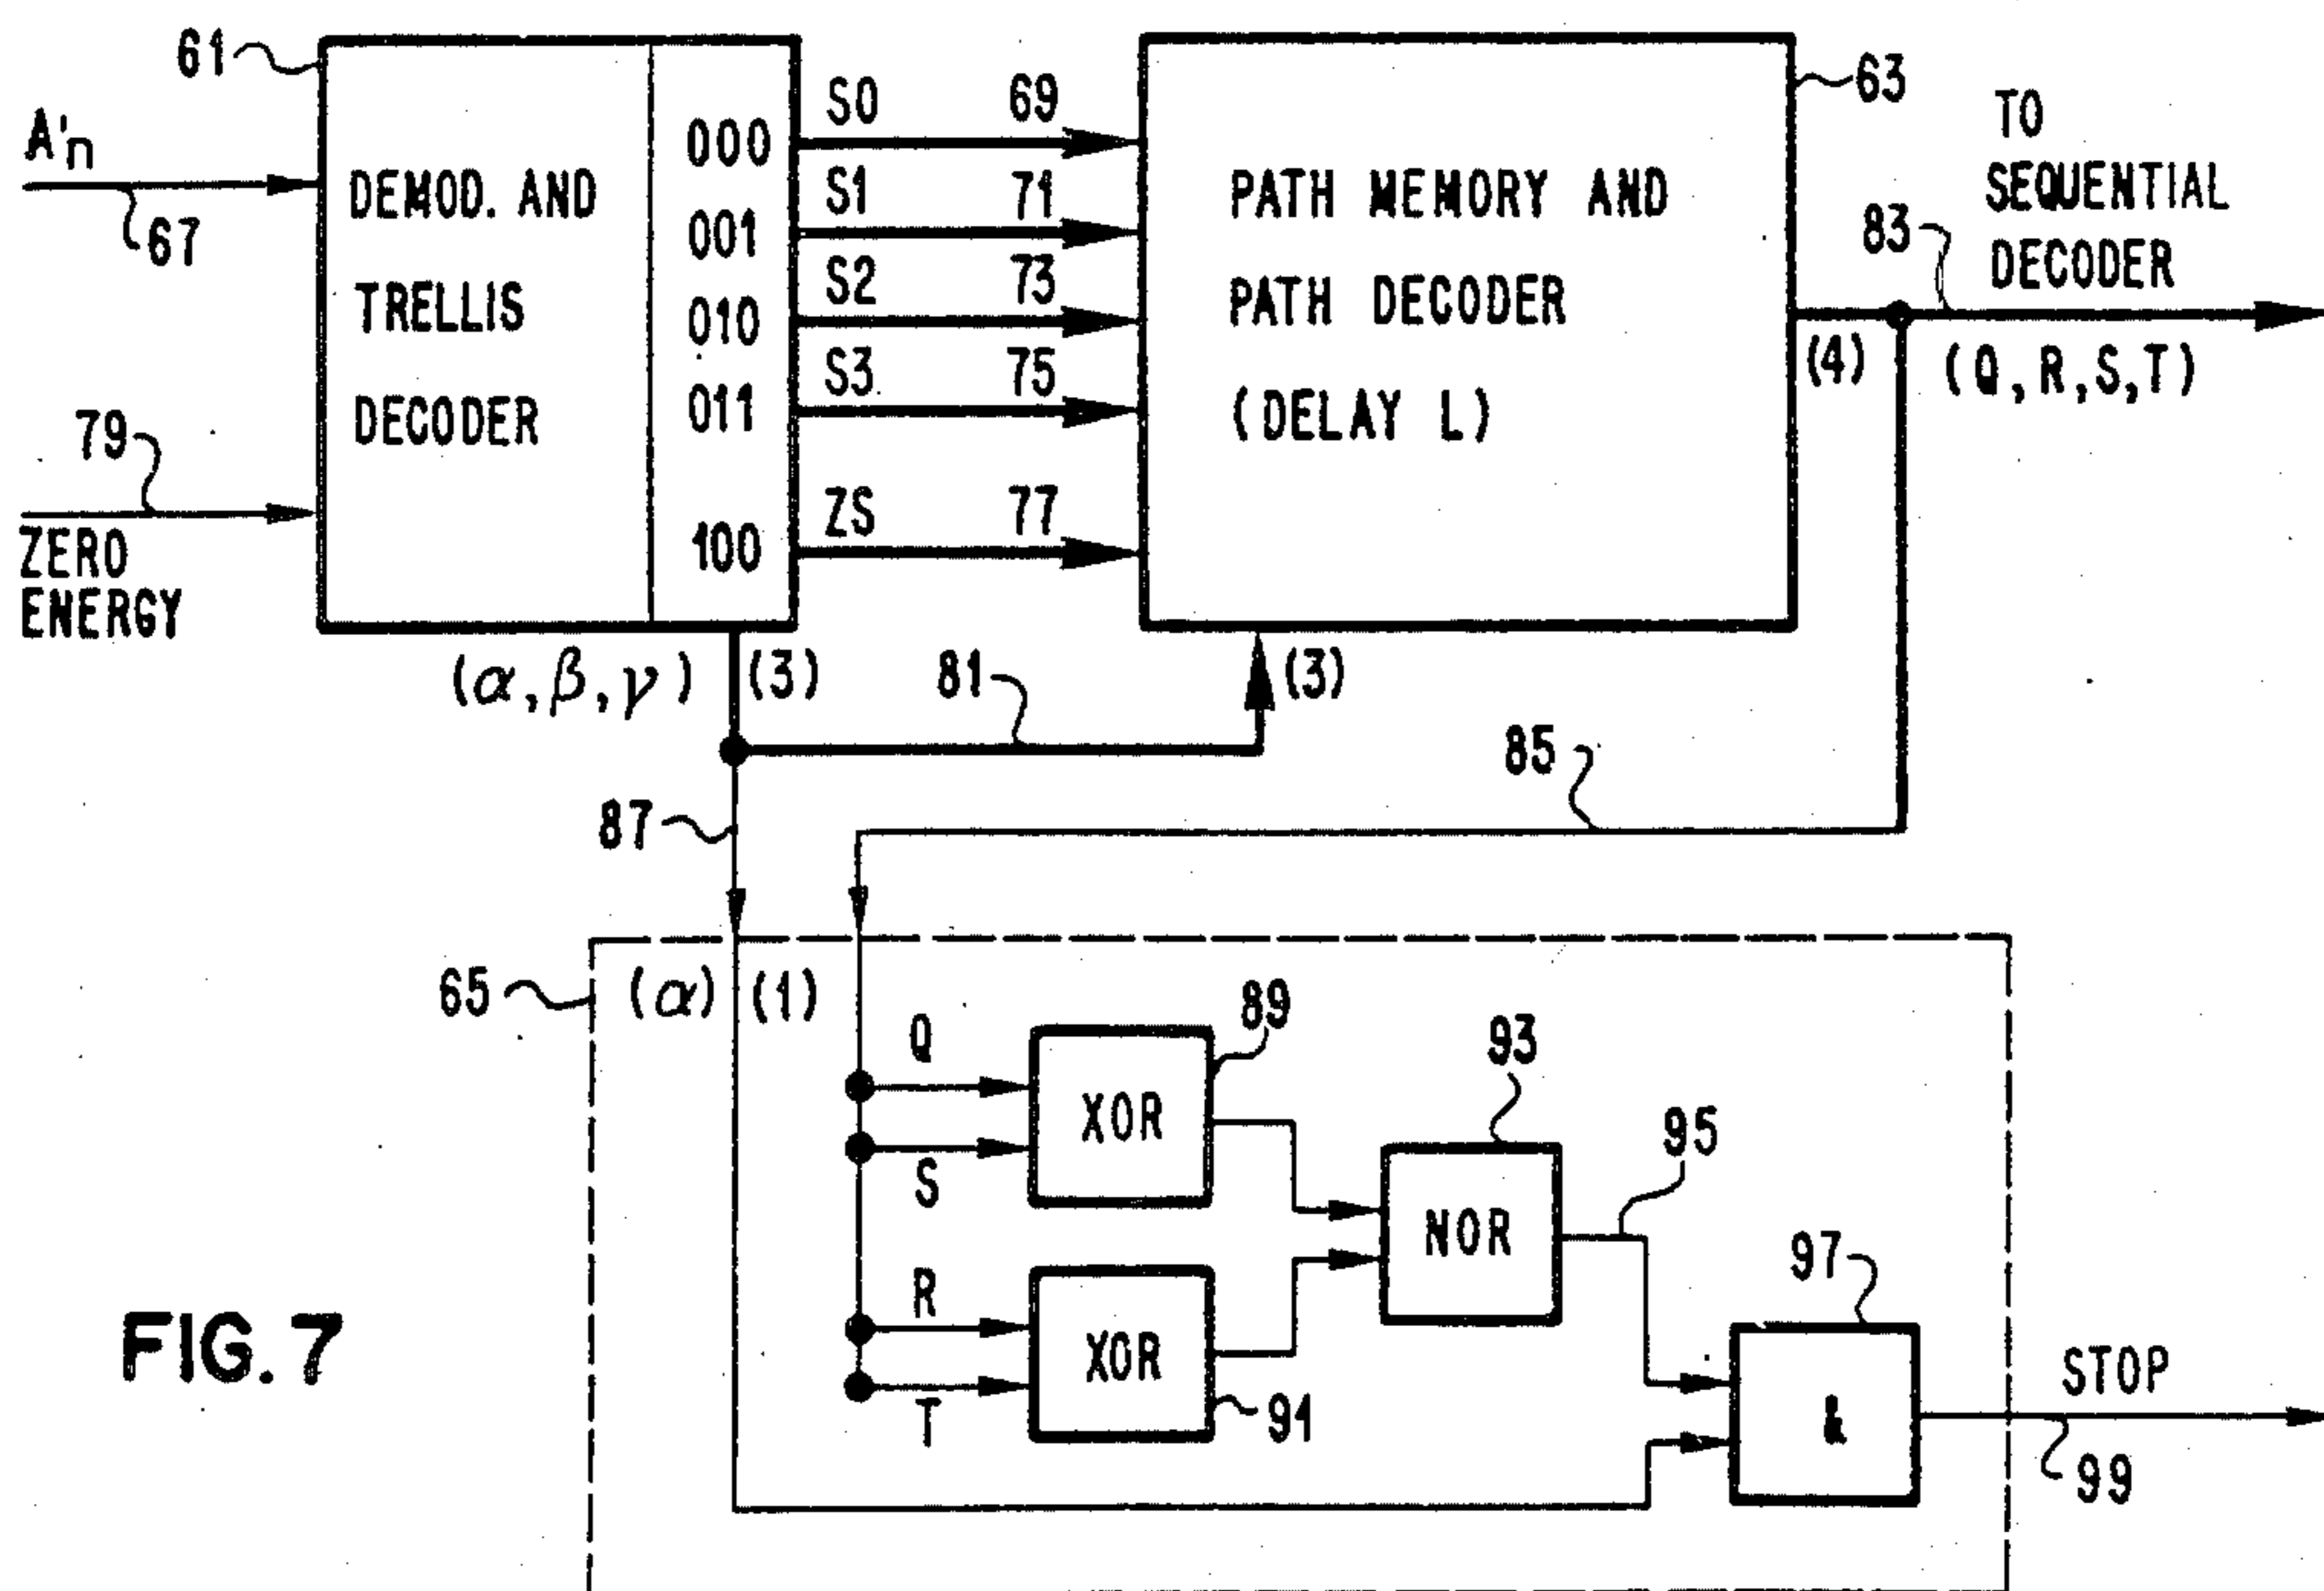 61
A'n
67
DEMOD. AND
TRELLIS
DECODER
79
ZERO
ENERGY
000
001
010
011
100
S0 69
S1 71
S2 73
S3 75
ZS 77
PATH MEMORY AND
PATH DECODER
(DELAY L)
63
TO
SEQUENTIAL
DECODER
83
(4)
(Q, R, S, T)
(α, β, γ) (3)
81
(3)
85
87
65
(α) (1)
Q
S
XOR
89
R
T
XOR
91
NOR
93
95
97
&
STOP
99
FIG. 7